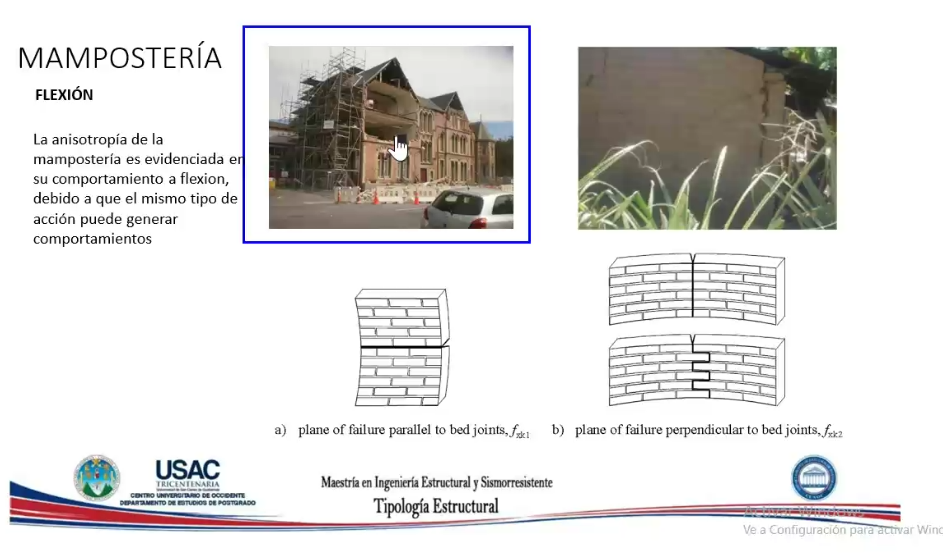 MAMPOSTERÍA
FLEXIÓN
La anisotropía de la
mampostería es evidenciada en
su comportamiento a flexion,
debido a que el mismo tipo de
acción puede generar
comportamientos
a) plane of failure parallel to bed joints, fxk1
b) plane of failure perpendicular to bed joints, fxk2
USAC
TRICENTENARIA
CENTRO UNIVERSITARIO DE OCCIDENTE
DEPARTAMENTO DE ESTUDIOS DE POSTGRADO
Maestría en Ingeniería Estructural y Sismorresistente
Tipología Estructural
Activar Windows
Ve a Configuración para activar Winc